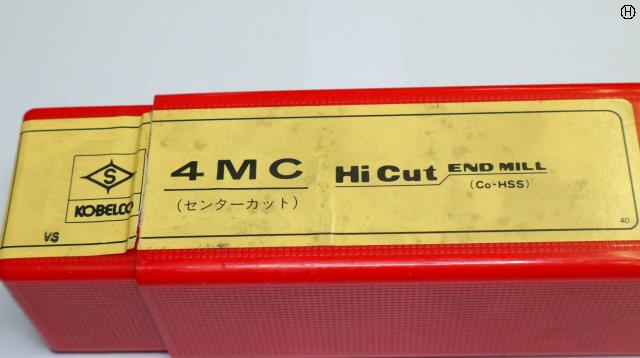 Ⓗ
S
KOBELCO
VS
4MC
(センターカット)
Hi Cut END MILL
(Co-HSS)
40